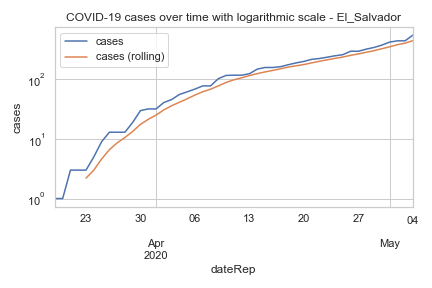 COVID-19 cases over time with logarithmic scale - El_Salvador
cases
cases (rolling)
10²
10¹
10⁰
cases
23
30
06
13
20
27
04
Apr
2020
May
dateRep